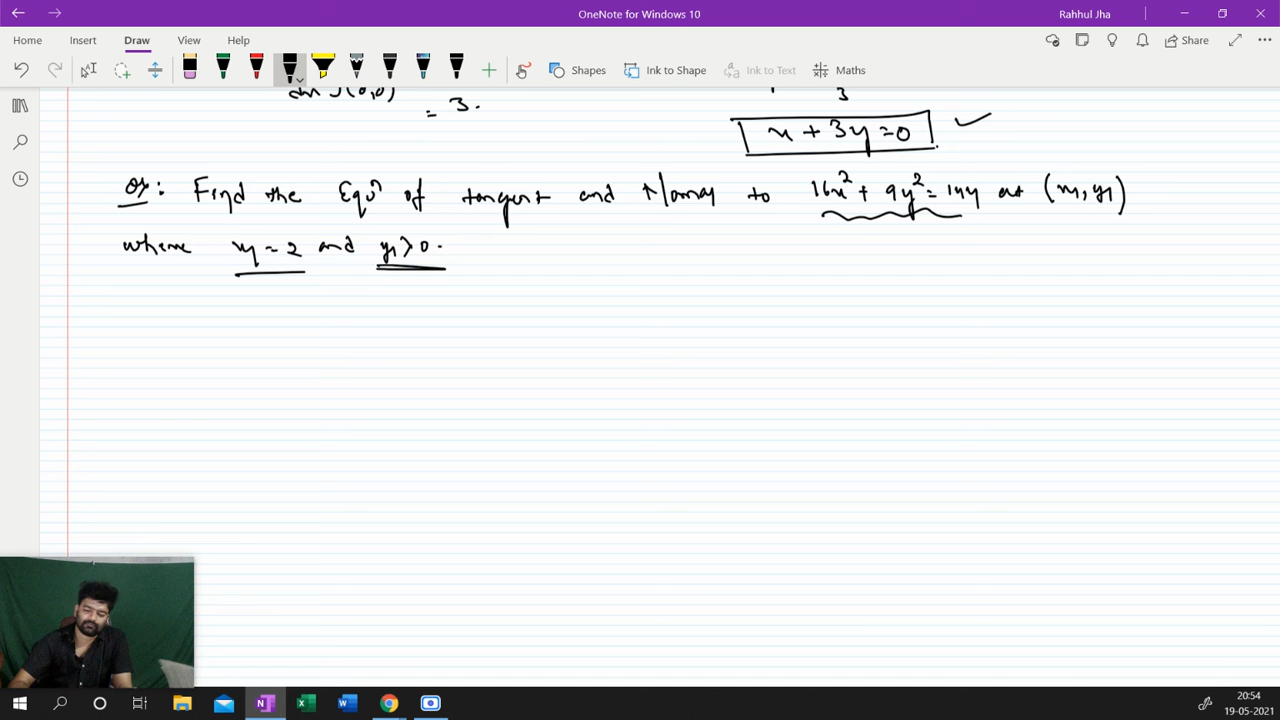 OneNote for Windows 10
Rahhul Jha
Home Insert Draw View Help
Share
Shapes Ink to Shape Ink to Text Maths
= 3.
3
x + 3y = 0
Q: Find the Eqⁿ of tangent and Normal to 16x² + 9y² = 144 at (x₁, y₁)
where x₁ = 2 and y₁ > 0.
20:54
19-05-2021